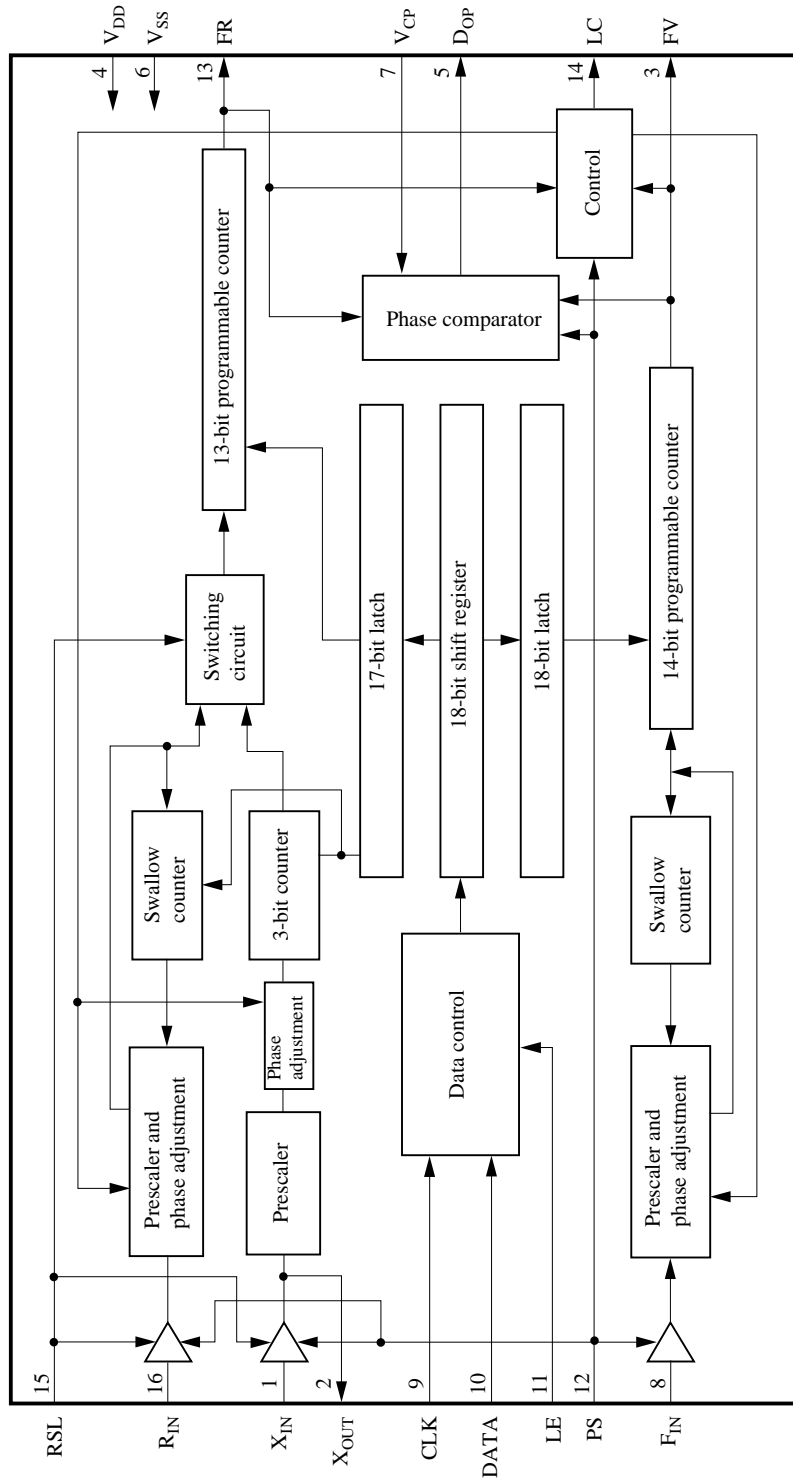 RSL
15
R_IN
16
X_IN
1
X_OUT
2
CLK
9
DATA
10
LE
11
PS
12
F_IN
8
Prescaler and
phase adjustment
Swallow
counter
Prescaler
Phase
adjustment
3-bit counter
Switching
circuit
13-bit programmable counter
Data control
17-bit latch
18-bit shift register
18-bit latch
Phase comparator
Control
Prescaler and
phase adjustment
Swallow
counter
14-bit programmable counter
4
V_DD
6
V_SS
13
FR
7
V_CP
5
D_OP
14
LC
3
FV